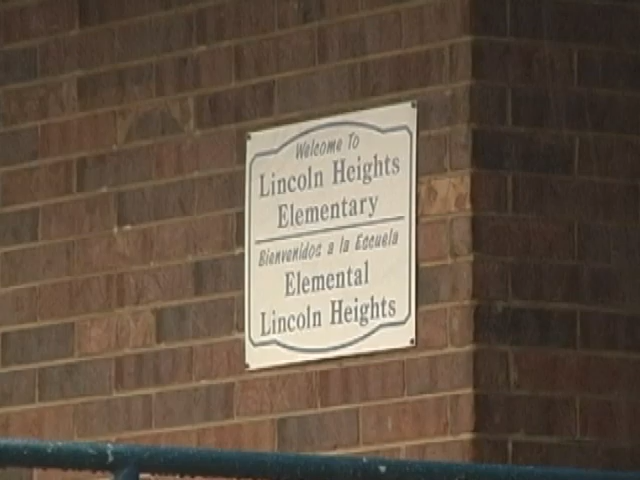 Welcome To
Lincoln Heights
Elementary
Bienvenidos a la Escuela
Elemental
Lincoln Heights